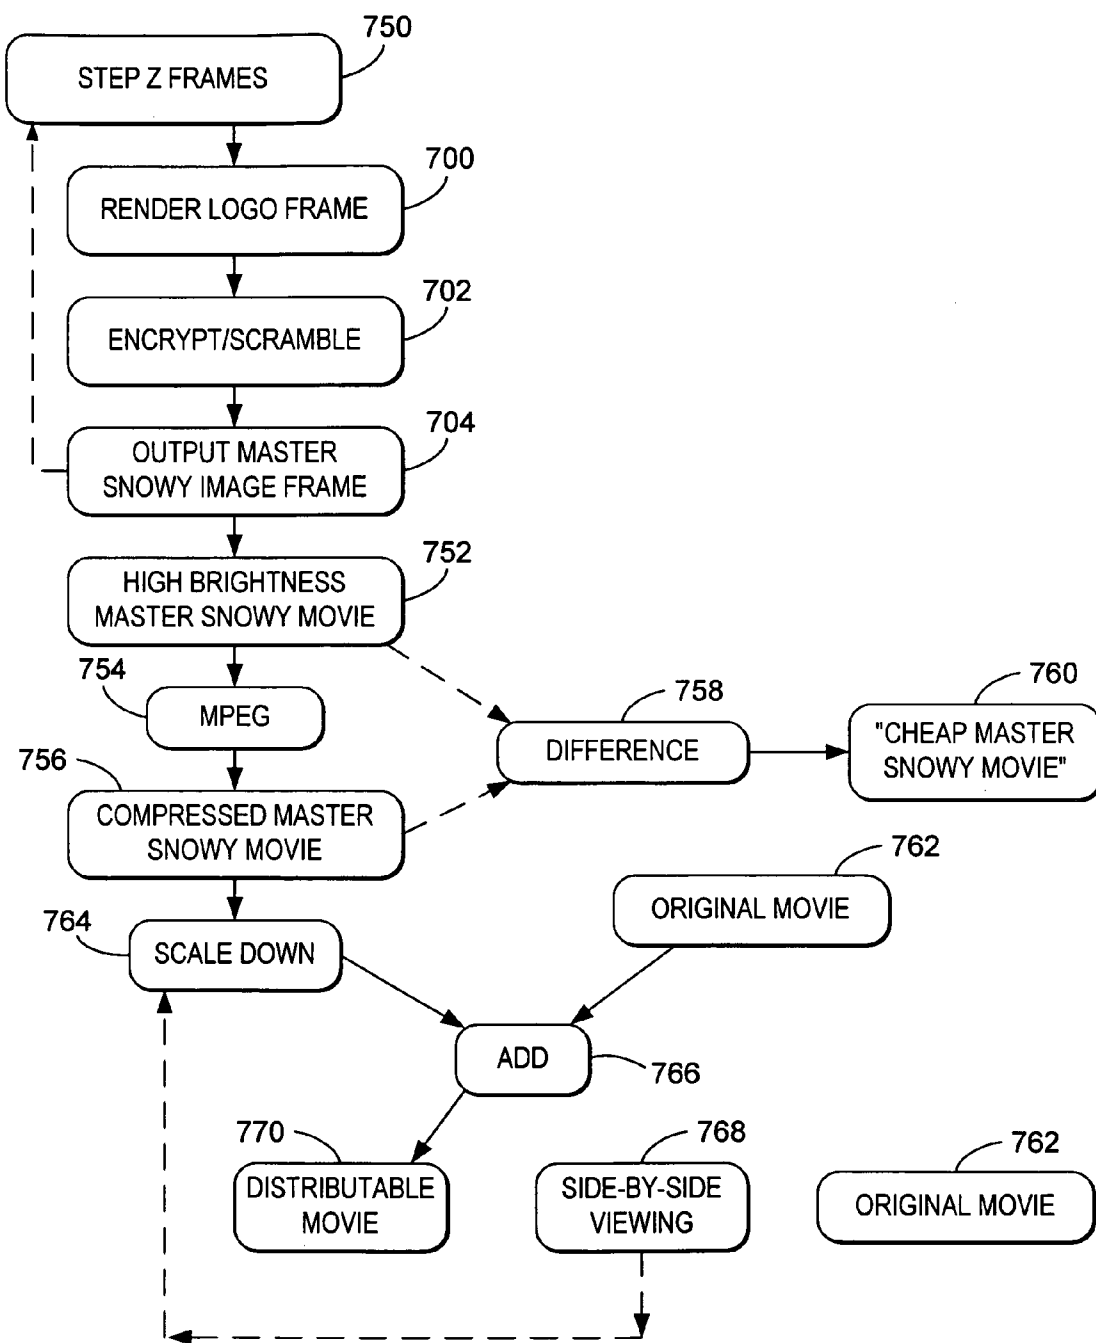 750
STEP Z FRAMES
700
RENDER LOGO FRAME
702
ENCRYPT/SCRAMBLE
704
OUTPUT MASTER
SNOWY IMAGE FRAME
752
HIGH BRIGHTNESS
MASTER SNOWY MOVIE
754
MPEG
758
DIFFERENCE
760
"CHEAP MASTER
SNOWY MOVIE"
756
COMPRESSED MASTER
SNOWY MOVIE
762
ORIGINAL MOVIE
764
SCALE DOWN
ADD
766
770
DISTRIBUTABLE
MOVIE
768
SIDE-BY-SIDE
VIEWING
762
ORIGINAL MOVIE